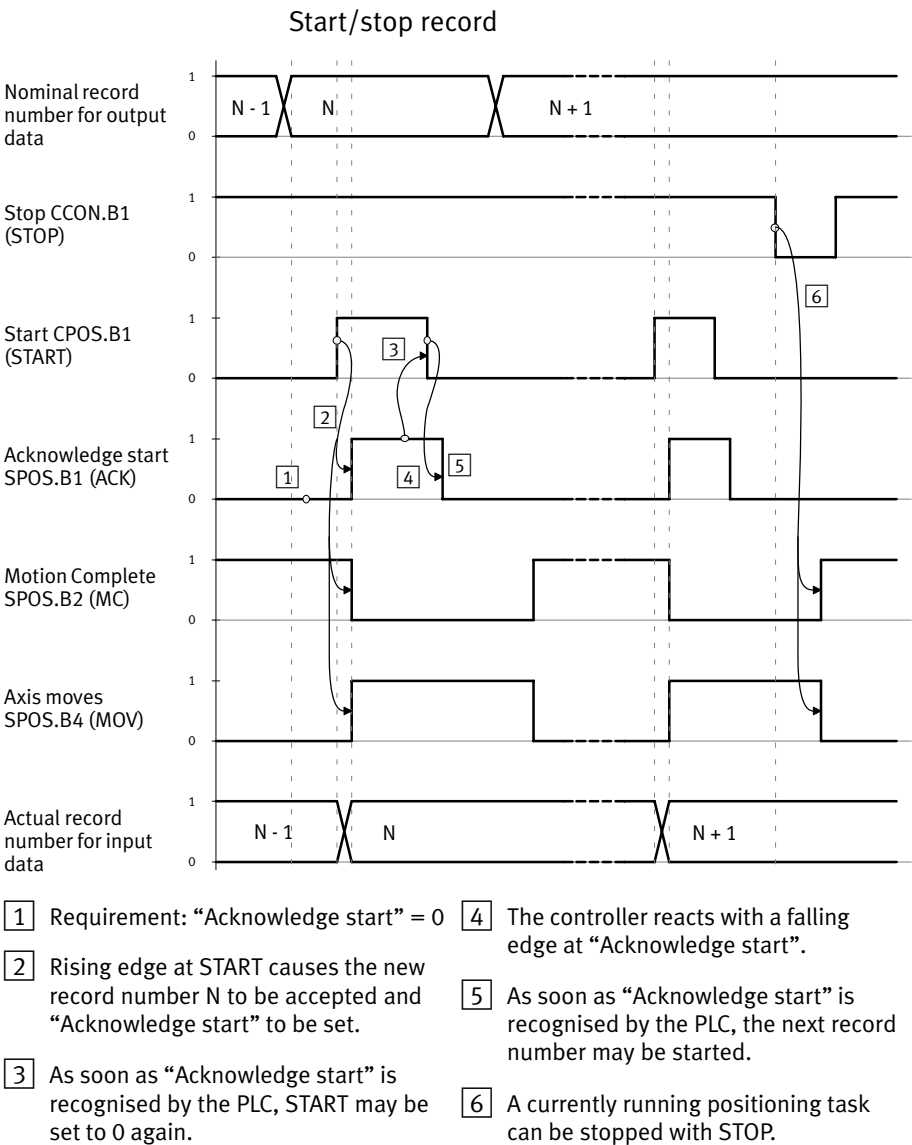 Start/stop record
Nominal record
number for output
data
1
0
N - 1
N
N + 1
Stop CCON.B1
(STOP)
1
0
6
Start CPOS.B1
(START)
1
0
3
2
Acknowledge start
SPOS.B1 (ACK)
1
0
1
4
5
Motion Complete
SPOS.B2 (MC)
1
0
Axis moves
SPOS.B4 (MOV)
1
0
Actual record
number for input
data
1
0
N - 1
N
N + 1
1 Requirement: “Acknowledge start” = 0
2 Rising edge at START causes the new
record number N to be accepted and
“Acknowledge start” to be set.
3 As soon as “Acknowledge start” is
recognised by the PLC, START may be
set to 0 again.
4 The controller reacts with a falling
edge at “Acknowledge start”.
5 As soon as “Acknowledge start” is
recognised by the PLC, the next record
number may be started.
6 A currently running positioning task
can be stopped with STOP.